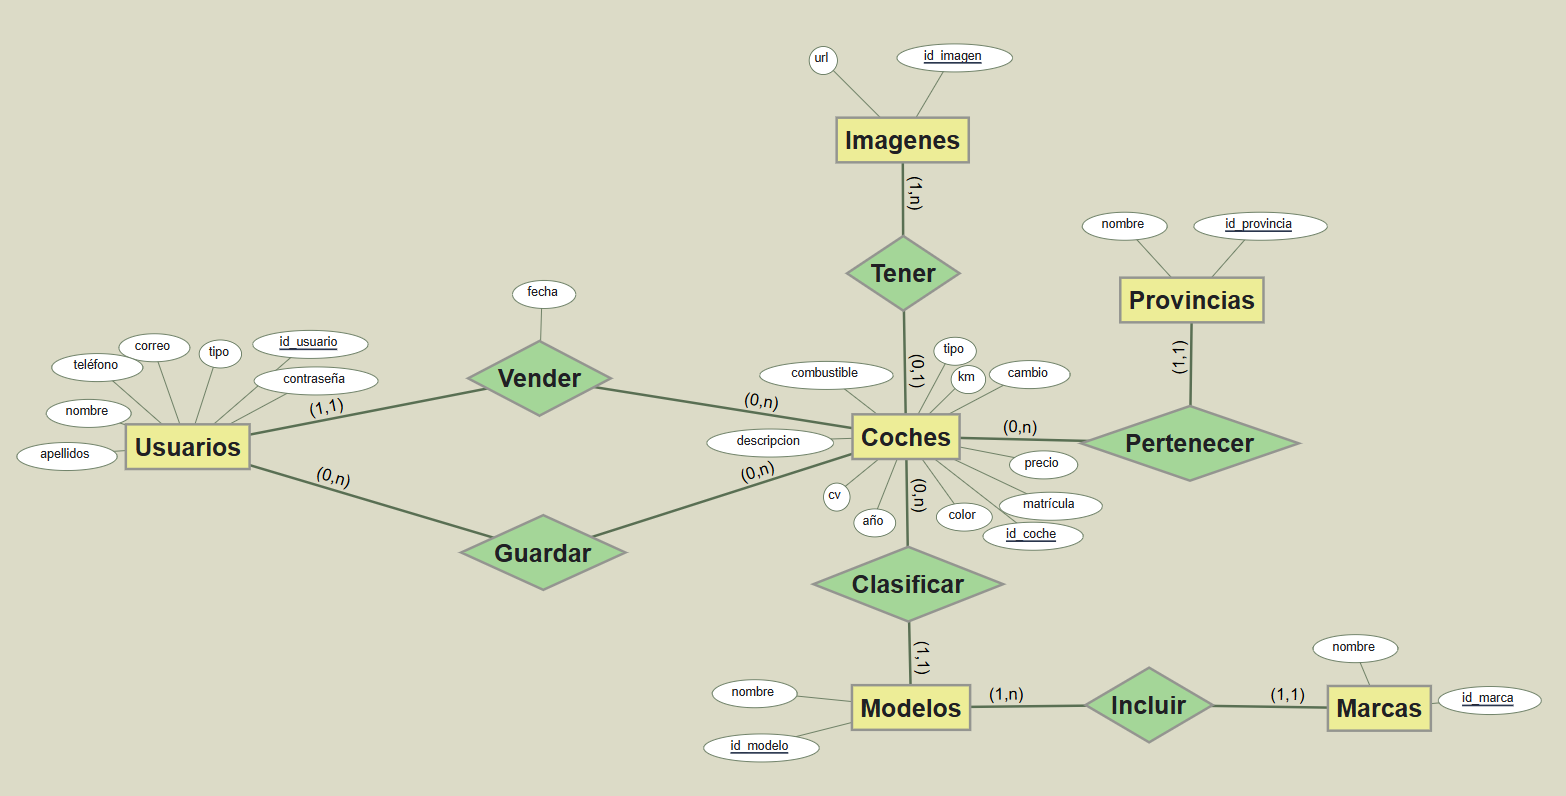 url
id_imagen
Imagenes
(1,n)
Tener
(0,1)
nombre
id_provincia
Provincias
(1,1)
Pertenecer
(0,n)
fecha
Vender
(1,1)
(0,n)
teléfono
correo
tipo
id_usuario
contraseña
nombre
apellidos
Usuarios
(0,n)
Guardar
(0,n)
combustible
tipo
km
cambio
descripcion
Coches
precio
cv
año
color
matrícula
id_coche
(0,n)
Clasificar
(1,1)
nombre
id_modelo
Modelos
(1,n)
Incluir
(1,1)
nombre
id_marca
Marcas